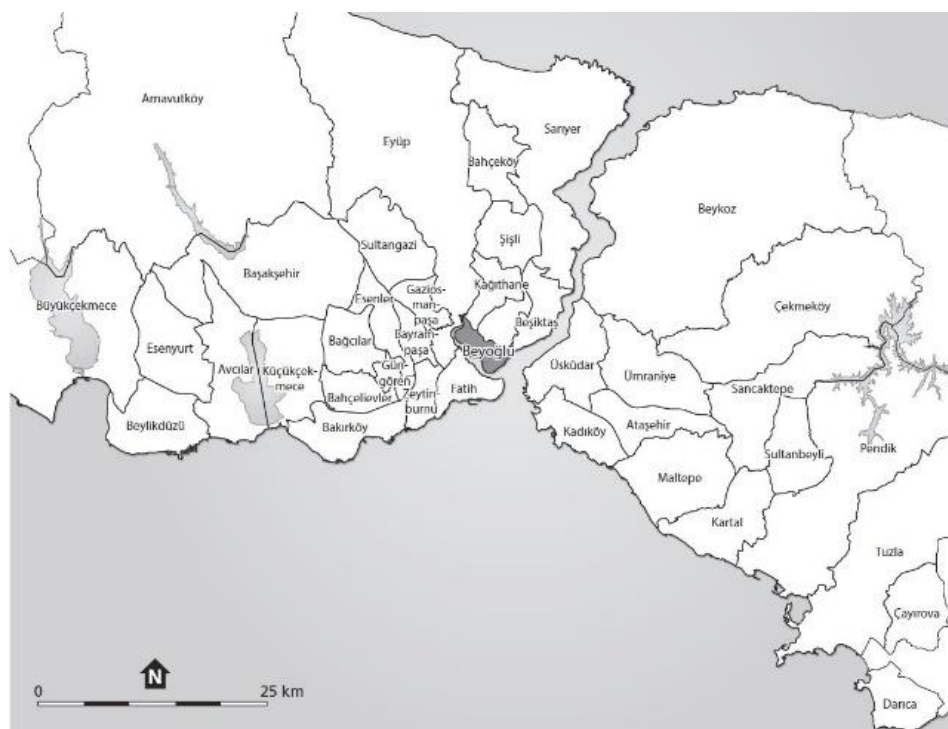 Arnavutköy
Eyüp
Sarıyer
Bahçeköy
Beykoz
Sultangazi
Şişli
Başakşehir
Kağıthane
Gazios-
man-
paşa
Esenler
Büyükçekmece
Çekmeköy
Beşiktaş
Bayram-
paşa
Bağcılar
Esenyurt
Beyoğlu
Avcılar
Küçükçek-
mece
Gün-
gören
Üsküdar
Ümraniye
Sancaktepe
Fatih
Zeytin-
burnu
Bahçelievler
Beylikdüzü
Bakırköy
Kadıköy
Ataşehir
Sultanbeyli
Pendik
Maltepe
Kartal
Tuzla
Çayırova
Darıca
N
0 25 km